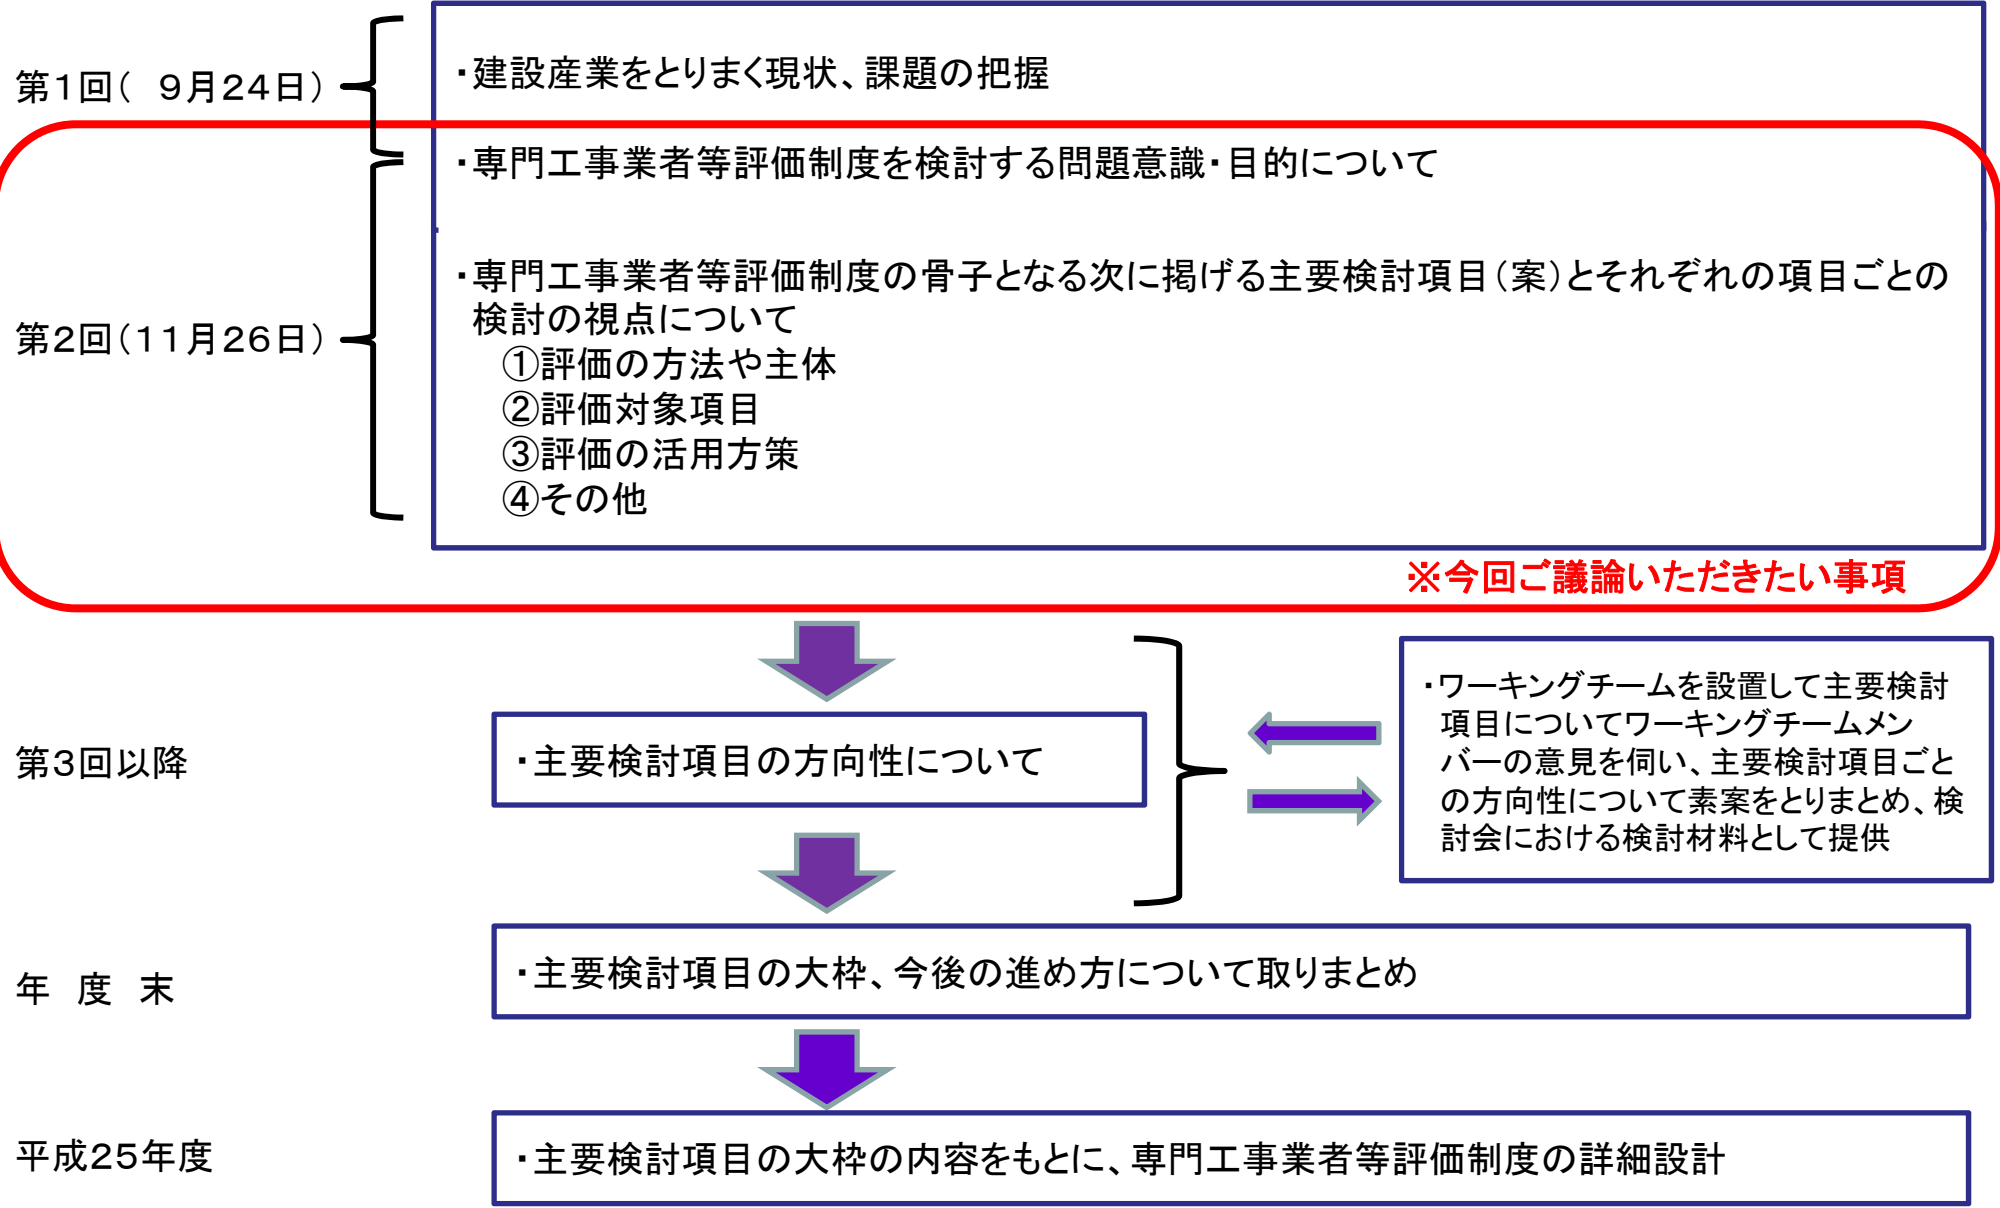 第1回(　9月24日)
・建設産業をとりまく現状、課題の把握
・専門工事業者等評価制度を検討する問題意識・目的について
第2回(11月26日)
・専門工事業者等評価制度の骨子となる次に掲げる主要検討項目(案)とそれぞれの項目ごとの
検討の視点について
①評価の方法や主体
②評価対象項目
③評価の活用方策
④その他
※今回ご議論いただきたい事項
第3回以降
・主要検討項目の方向性について
・ワーキングチームを設置して主要検討
項目についてワーキングチームメン
バーの意見を伺い、主要検討項目ごと
の方向性について素案をとりまとめ、検
討会における検討材料として提供
年　度　末
・主要検討項目の大枠、今後の進め方について取りまとめ
平成25年度
・主要検討項目の大枠の内容をもとに、専門工事業者等評価制度の詳細設計